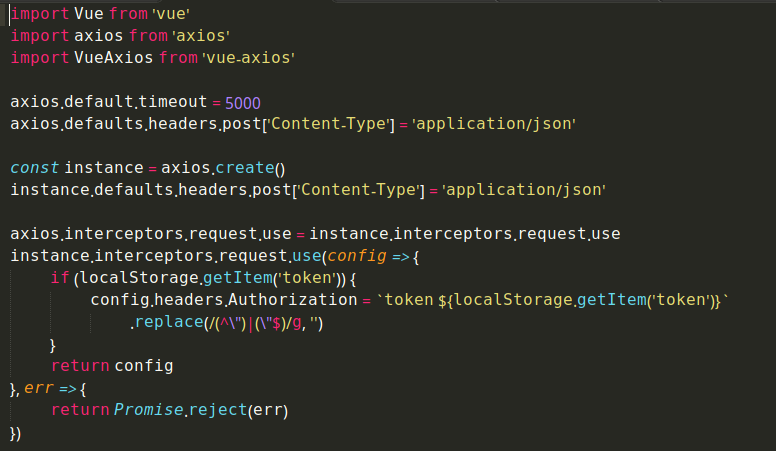 import Vue from 'vue'
import axios from 'axios'
import VueAxios from 'vue-axios'
axios.default.timeout = 5000
axios.defaults.headers.post['Content-Type'] = 'application/json'
const instance = axios.create()
instance.defaults.headers.post['Content-Type'] = 'application/json'
axios.interceptors.request.use = instance.interceptors.request.use
instance.interceptors.request.use(config => {
if (localStorage.getItem('token')) {
config.headers.Authorization = `token ${localStorage.getItem('token')}`
.replace(/(^\")|(\"$)/g, '')
}
return config
}, err => {
return Promise.reject(err)
})